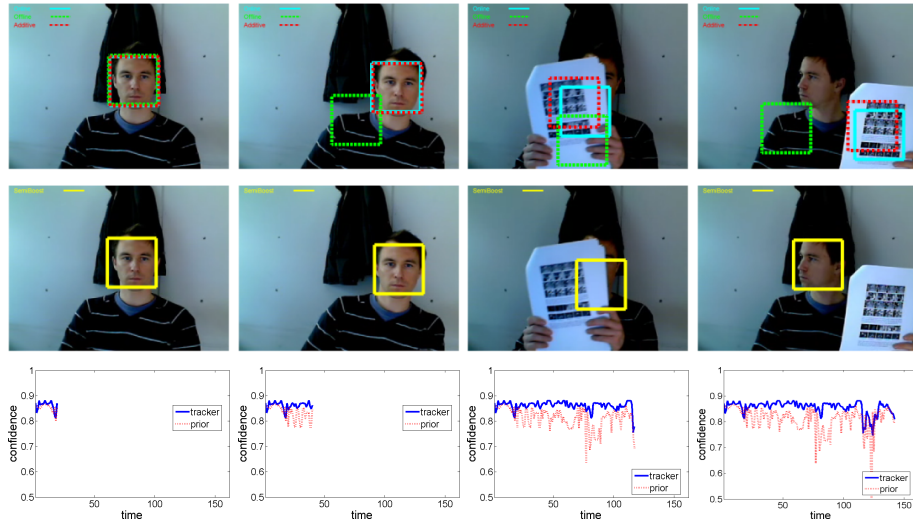 Online
Offline
Additive
Online
Offline
Additive
Online
Offline
Additive
Online
Offline
Additive
SemiBoost
SemiBoost
SemiBoost
SemiBoost
1
0.9
0.8
0.7
0.6
0.5
confidence
50
100
150
time
tracker
prior
1
0.9
0.8
0.7
0.6
0.5
confidence
50
100
150
time
tracker
prior
1
0.9
0.8
0.7
0.6
0.5
confidence
50
100
150
time
tracker
prior
1
0.9
0.8
0.7
0.6
0.5
confidence
50
100
150
time
tracker
prior